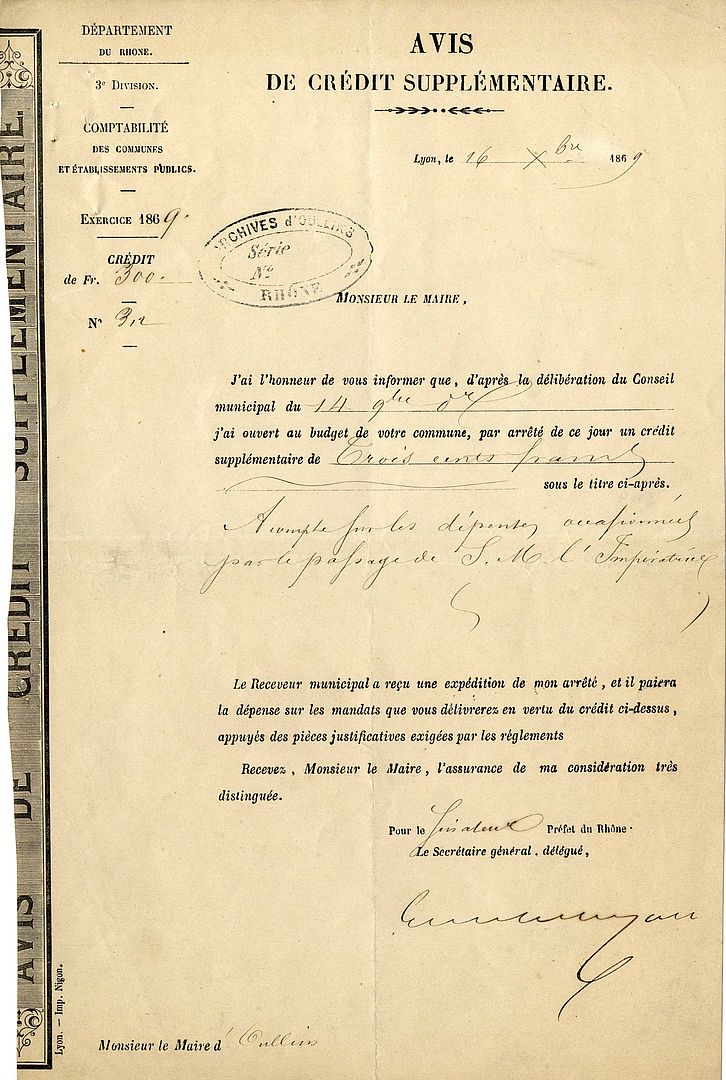 DÉPARTEMENT
DU RHONE.
3e DIVISION.
COMPTABILITÉ
DES COMMUNES
ET ÉTABLISSEMENTS PUBLICS.
EXERCICE 1869.
CRÉDIT
de Fr. 300.
No 312
AVIS
DE CRÉDIT SUPPLÉMENTAIRE.
Lyon, le 16 Xbre 1869
ARCHIVES d'OULLINS
Série
No
RHÔNE
MONSIEUR LE MAIRE,
J'ai l'honneur de vous informer que, d'après la délibération du Conseil
municipal du 14 9bre dr
j'ai ouvert au budget de votre commune, par arrêté de ce jour un crédit
supplémentaire de Trois cents francs
sous le titre ci-après.
Acompte sur les dépenses occasionnées
par le passage de S. M. l'Impératrice
Le Receveur municipal a reçu une expédition de mon arrêté, et il paiera
la dépense sur les mandats que vous délivrerez en vertu du crédit ci-dessus,
appuyés des pièces justificatives exigées par les réglements
Recevez, Monsieur le Maire, l'assurance de ma considération très
distinguée.
Pour le Sénateur Préfet du Rhône.
Le Secrétaire général, délégué,
Monsieur le Maire d'Oullins
Lyon. — Imp. Nigon.
AVIS DE CRÉDIT SUPPLÉMENTAIRE.